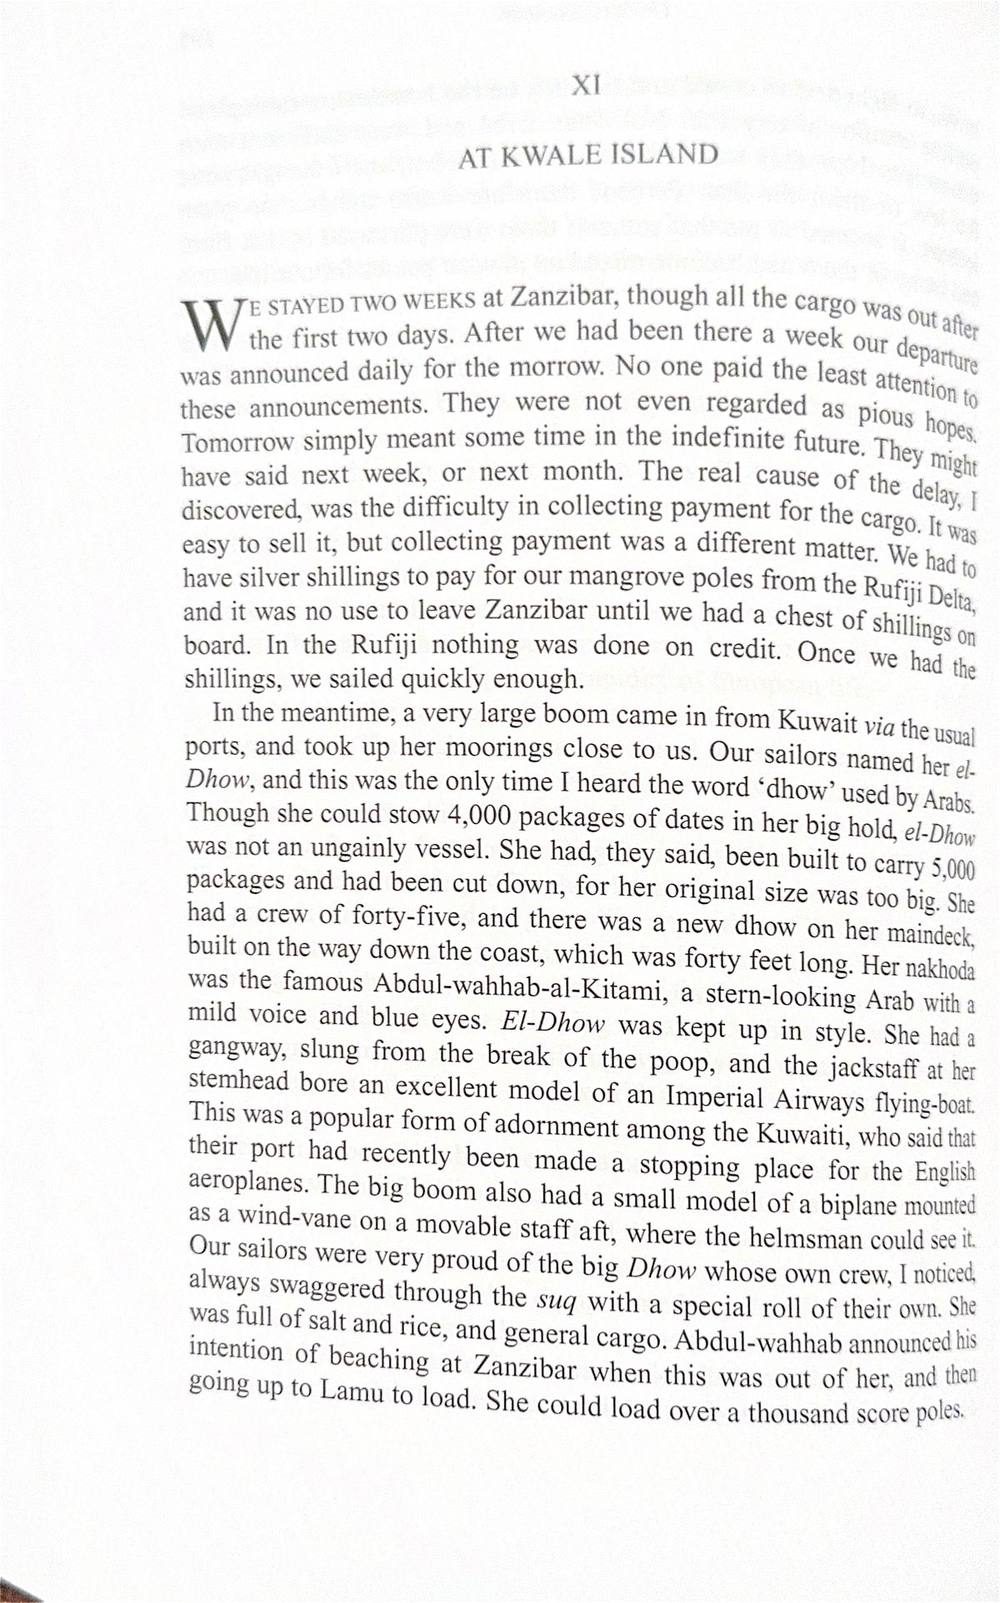 XI
AT KWALE ISLAND
WE STAYED TWO WEEKS at Zanzibar, though all the cargo was out after
the first two days. After we had been there a week our departure
was announced daily for the morrow. No one paid the least attention to
these announcements. They were not even regarded as pious hopes.
Tomorrow simply meant some time in the indefinite future. They might
have said next week, or next month. The real cause of the delay, I
discovered, was the difficulty in collecting payment for the cargo. It was
easy to sell it, but collecting payment was a different matter. We had to
have silver shillings to pay for our mangrove poles from the Rufiji Delta,
and it was no use to leave Zanzibar until we had a chest of shillings on
board. In the Rufiji nothing was done on credit. Once we had the
shillings, we sailed quickly enough.
In the meantime, a very large boom came in from Kuwait via the usual
ports, and took up her moorings close to us. Our sailors named her el-
Dhow, and this was the only time I heard the word ‘dhow’ used by Arabs.
Though she could stow 4,000 packages of dates in her big hold, el-Dhow
was not an ungainly vessel. She had, they said, been built to carry 5,000
packages and had been cut down, for her original size was too big. She
had a crew of forty-five, and there was a new dhow on her maindeck,
built on the way down the coast, which was forty feet long. Her nakhoda
was the famous Abdul-wahhab-al-Kitami, a stern-looking Arab with a
mild voice and blue eyes. El-Dhow was kept up in style. She had a
gangway, slung from the break of the poop, and the jackstaff at her
stemhead bore an excellent model of an Imperial Airways flying-boat.
This was a popular form of adornment among the Kuwaiti, who said that
their port had recently been made a stopping place for the English
aeroplanes. The big boom also had a small model of a biplane mounted
as a wind-vane on a movable staff aft, where the helmsman could see it.
Our sailors were very proud of the big Dhow whose own crew, I noticed,
always swaggered through the suq with a special roll of their own. She
was full of salt and rice, and general cargo. Abdul-wahhab announced his
intention of beaching at Zanzibar when this was out of her, and then
going up to Lamu to load. She could load over a thousand score poles.